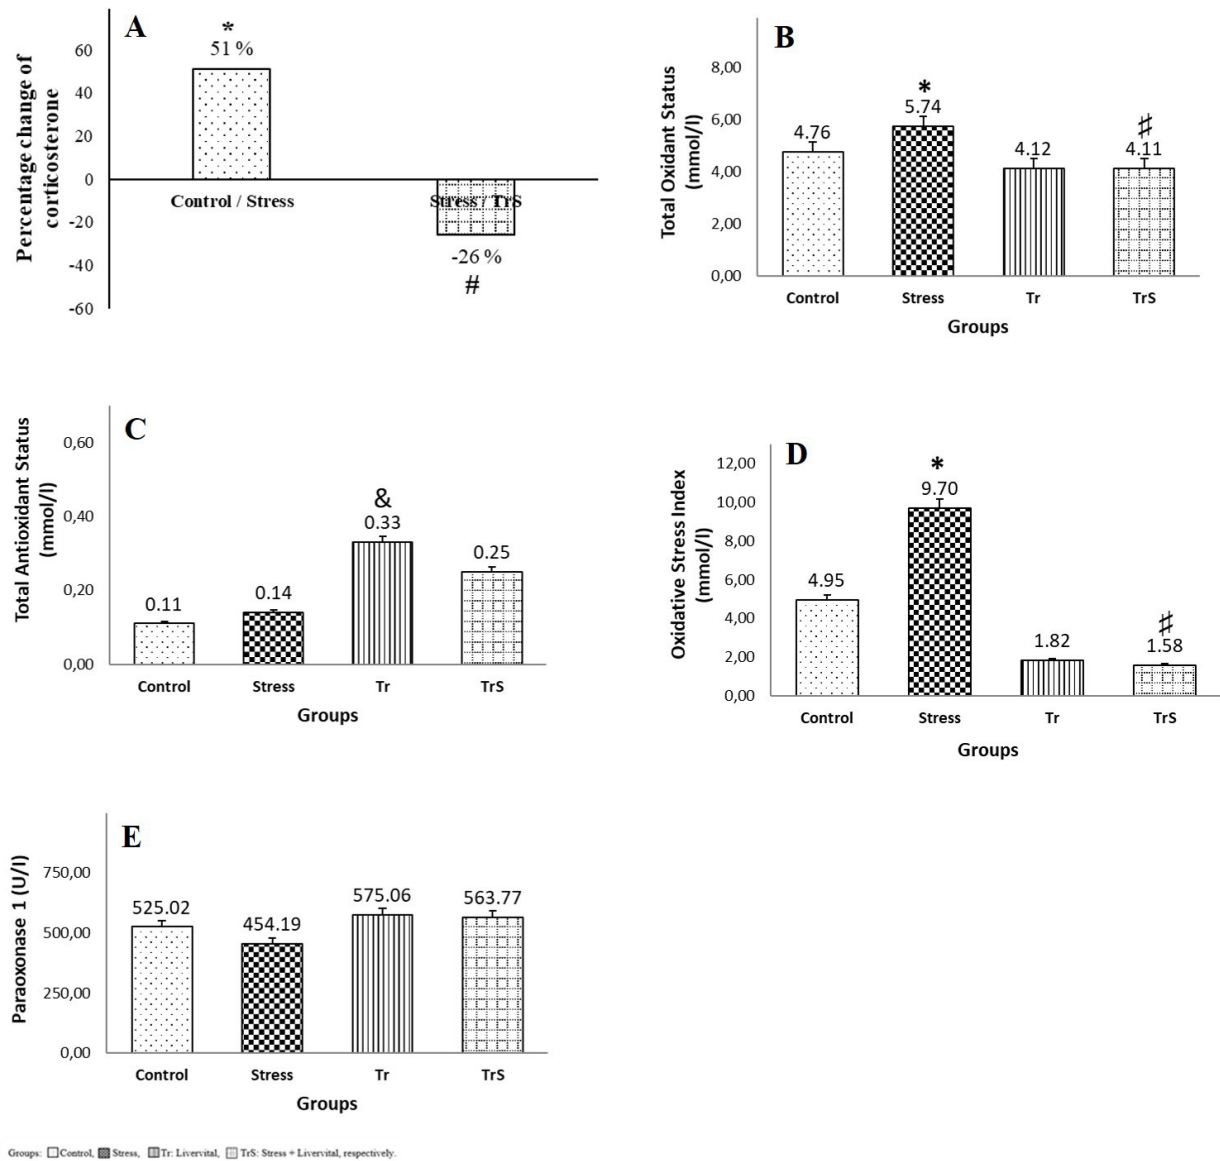 A
Percentage change of
corticosterone
60
40
20
0
-20
-40
-60
*
51 %
Control / Stress
Stress / TrS
-26 %
#
B
Total Oxidant Status
(mmol/l)
8,00
6,00
4,00
2,00
0,00
4.76
*
5.74
4.12
♯
4.11
Control
Stress
Tr
TrS
Groups
C
Total Antioxidant Status
(mmol/l)
0,60
0,40
0,20
0,00
0.11
0.14
&
0.33
0.25
Control
Stress
Tr
TrS
Groups
D
Oxidative Stress Index
(mmol/l)
12,00
10,00
8,00
6,00
4,00
2,00
0,00
4.95
*
9.70
1.82
♯
1.58
Control
Stress
Tr
TrS
Groups
E
Paraoxonase 1 (U/l)
750,00
500,00
250,00
0,00
525.02
454.19
575.06
563.77
Control
Stress
Tr
TrS
Groups
Groups: Control, Stress, Tr: Livervital, TrS: Stress + Livervital, respectively.